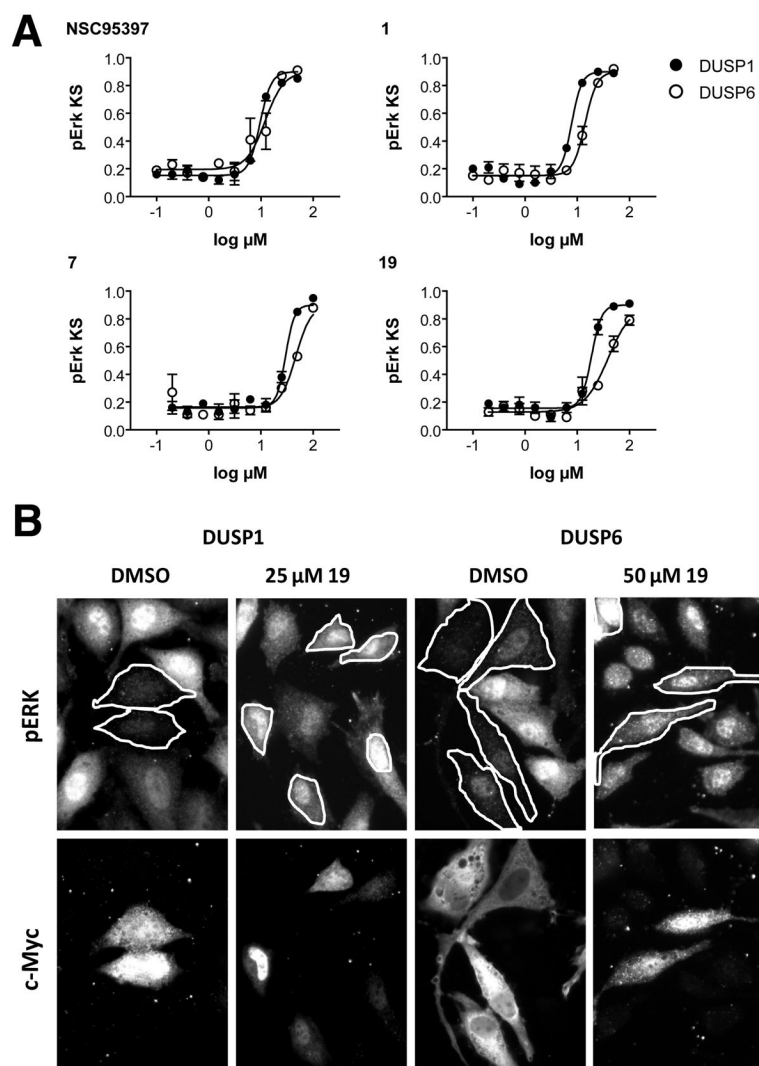 A
NSC95397
1
DUSP1
DUSP6
pErk KS
1.0
0.8
0.6
0.4
0.2
0.0
-1 0 1 2
log µM
pErk KS
1.0
0.8
0.6
0.4
0.2
0.0
-1 0 1 2
log µM
7
19
pErk KS
1.0
0.8
0.6
0.4
0.2
0.0
-1 0 1 2
log µM
pErk KS
1.0
0.8
0.6
0.4
0.2
0.0
-1 0 1 2
log µM
B
DUSP1 DUSP6
DMSO 25 µM 19 DMSO 50 µM 19
pERK
c-Myc